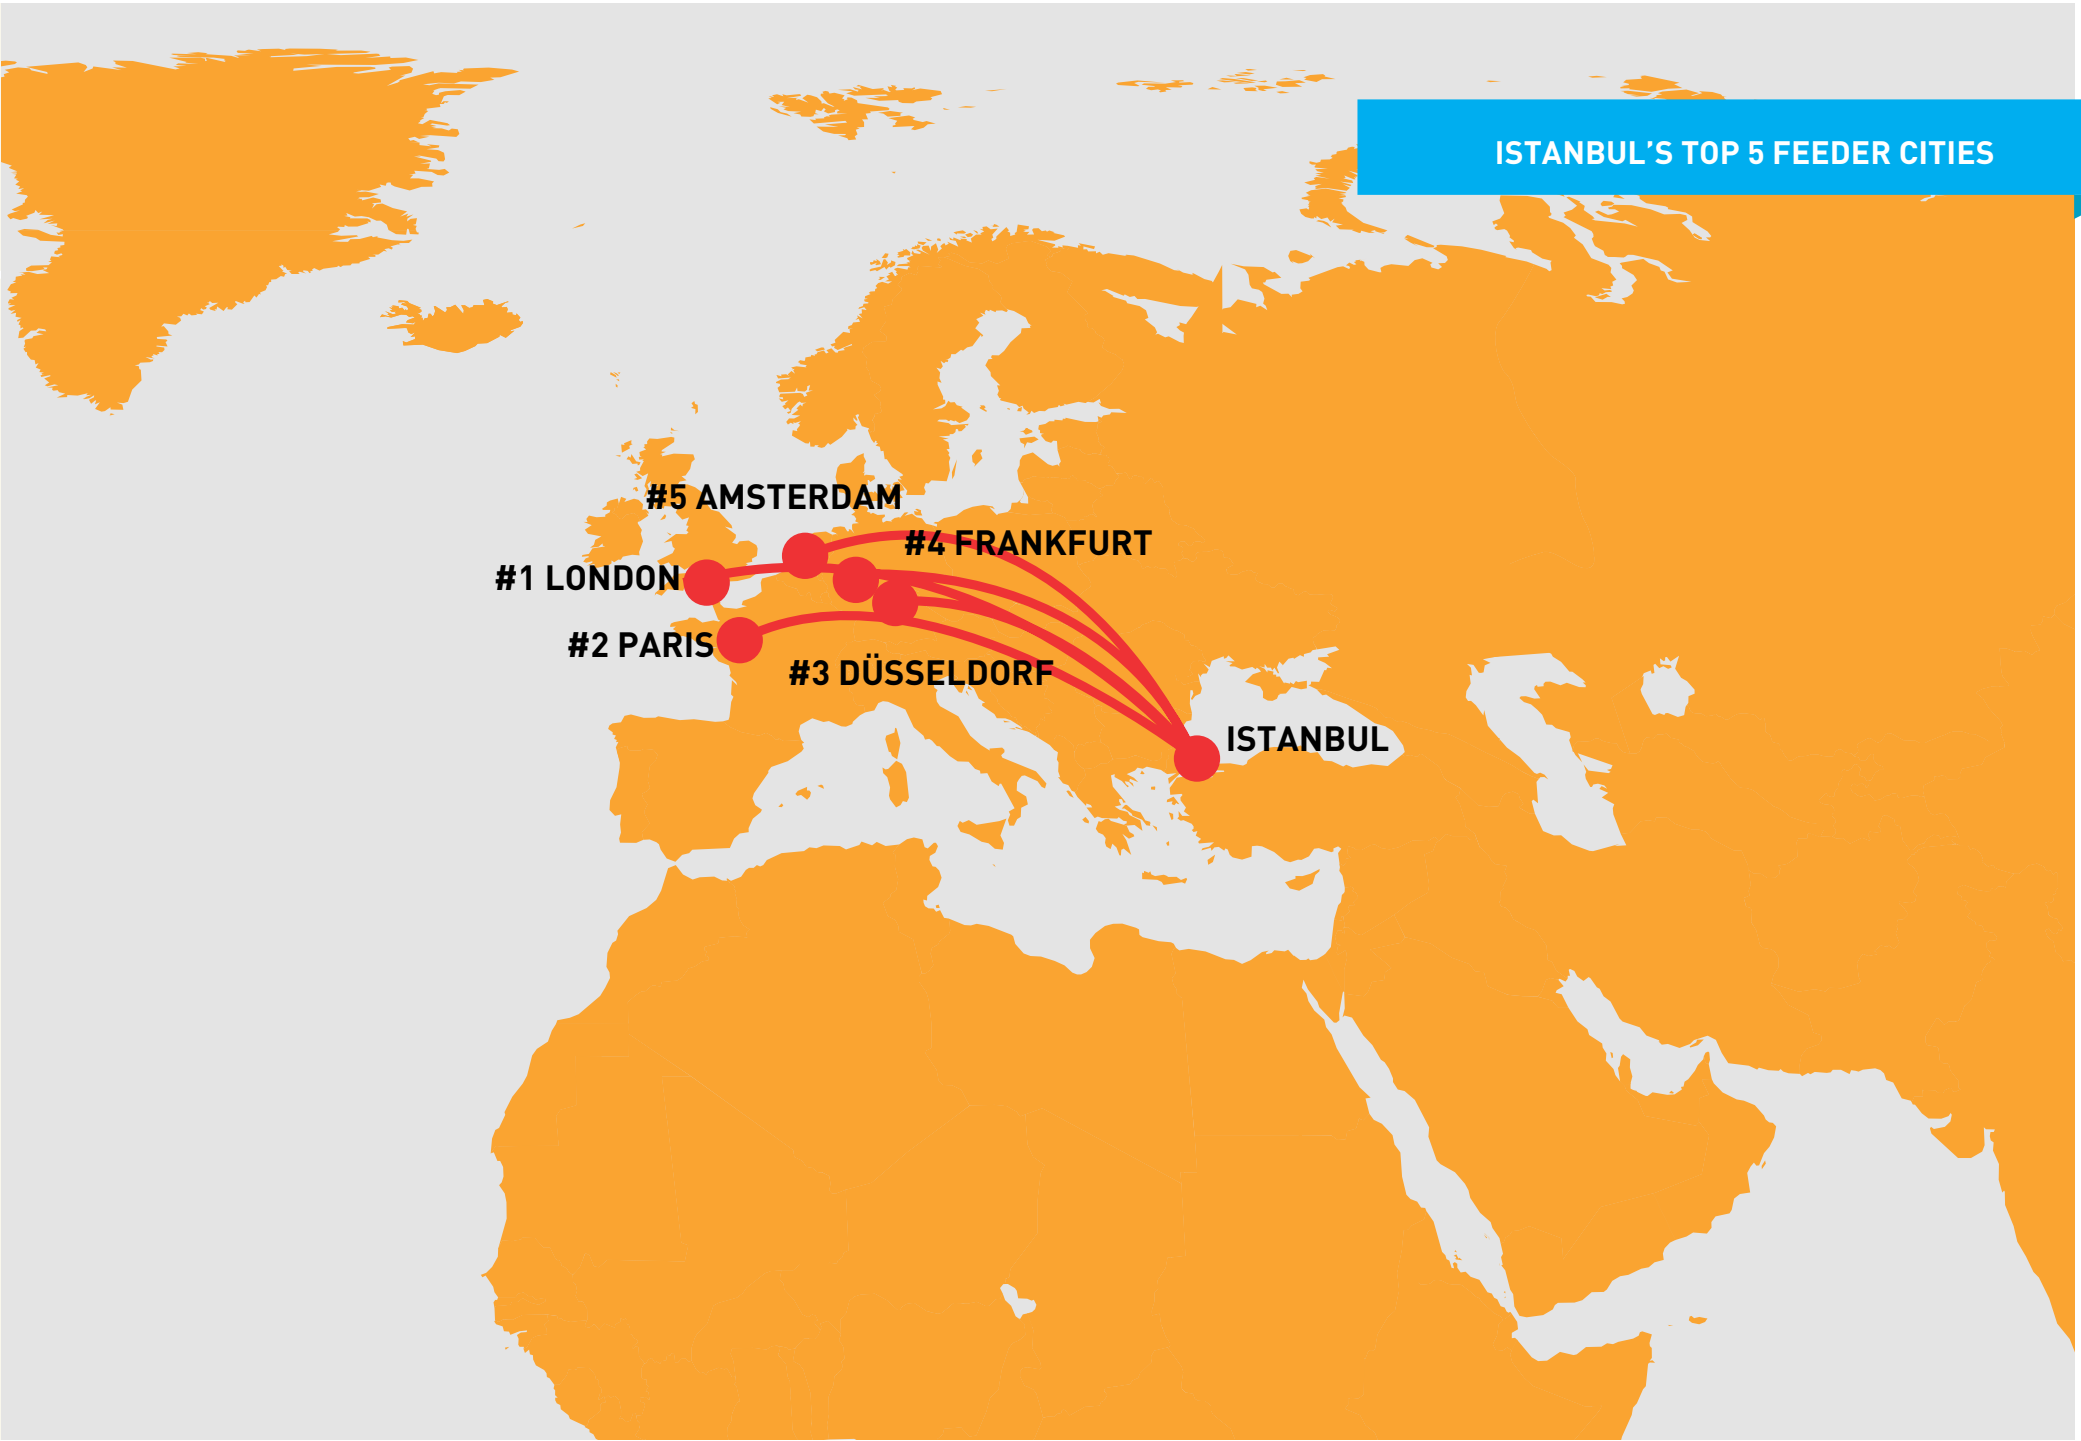 ISTANBUL'S TOP 5 FEEDER CITIES
#5 AMSTERDAM
#4 FRANKFURT
#1 LONDON
#2 PARIS
#3 DÜSSELDORF
ISTANBUL